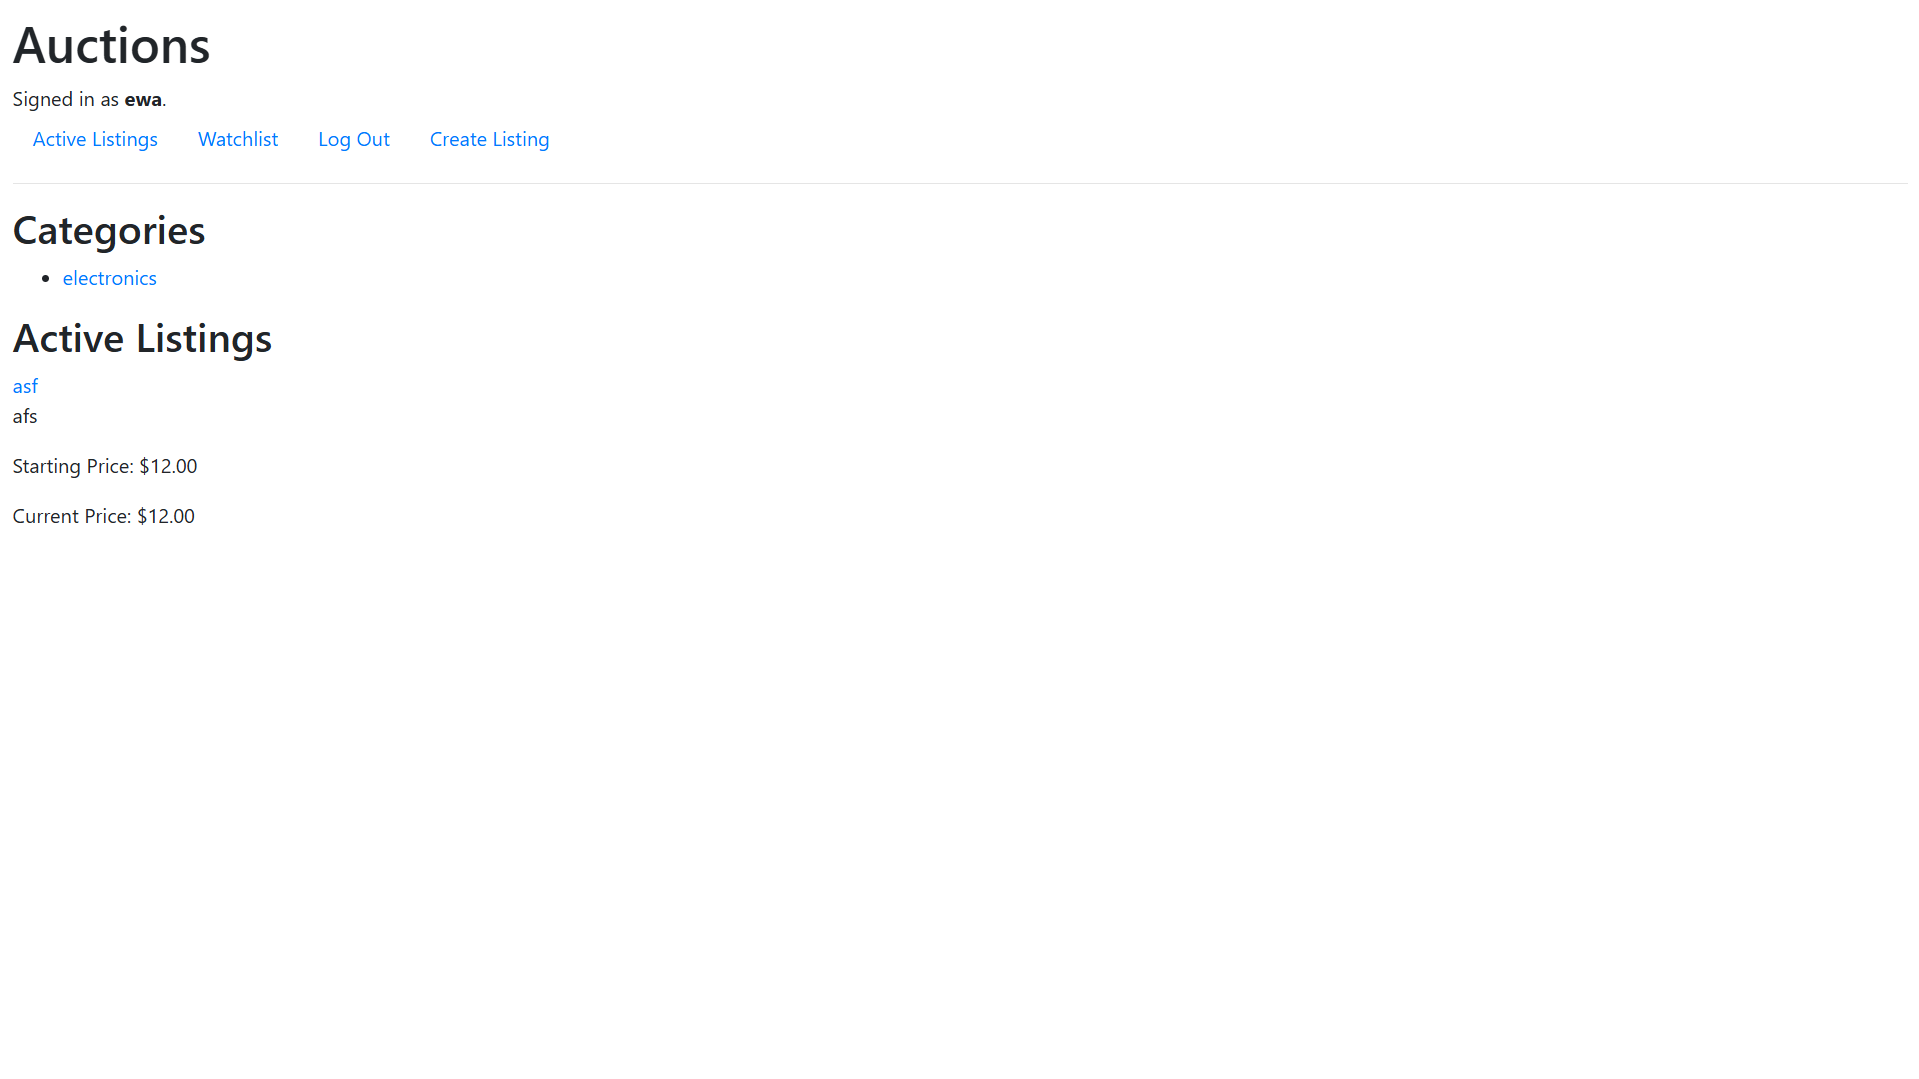 Auctions
Signed in as ewa.
Active Listings Watchlist Log Out Create Listing
Categories
electronics
Active Listings
asf
afs
Starting Price: $12.00
Current Price: $12.00